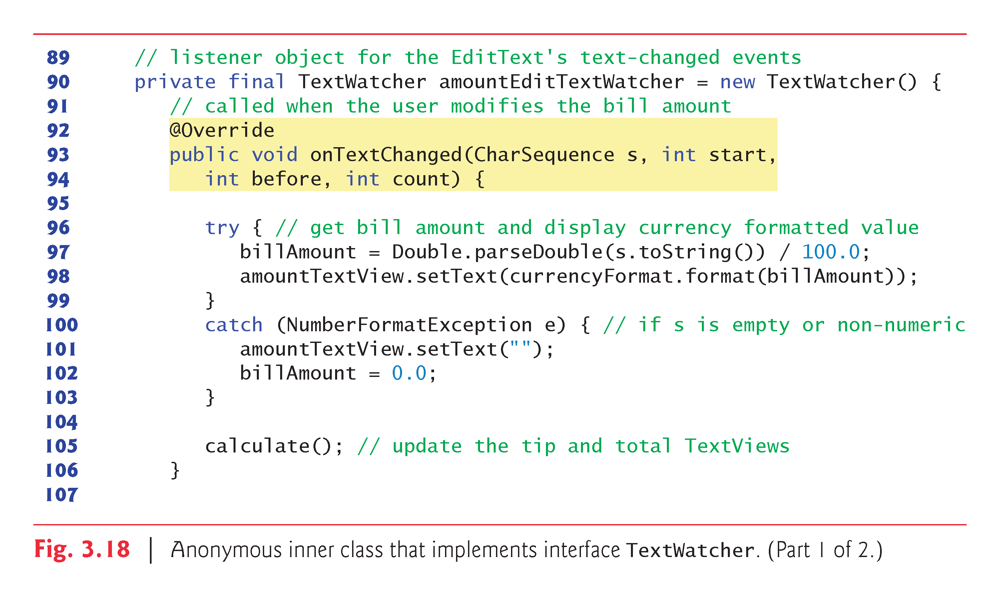 89 // listener object for the EditText's text-changed events
90 private final TextWatcher amountEditTextWatcher = new TextWatcher() {
91 // called when the user modifies the bill amount
92 @Override
93 public void onTextChanged(CharSequence s, int start,
94 int before, int count) {
95
96 try { // get bill amount and display currency formatted value
97 billAmount = Double.parseDouble(s.toString()) / 100.0;
98 amountTextView.setText(currencyFormat.format(billAmount));
99 }
100 catch (NumberFormatException e) { // if s is empty or non-numeric
101 amountTextView.setText("");
102 billAmount = 0.0;
103 }
104
105 calculate(); // update the tip and total TextViews
106 }
107
Fig. 3.18 | Anonymous inner class that implements interface TextWatcher. (Part 1 of 2.)